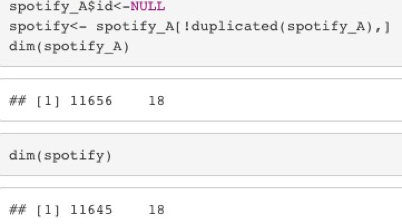 spotify_A$id<-NULL
spotify<- spotify_A[!duplicated(spotify_A),]
dim(spotify_A)
## [1] 11656    18
dim(spotify)
## [1] 11645    18